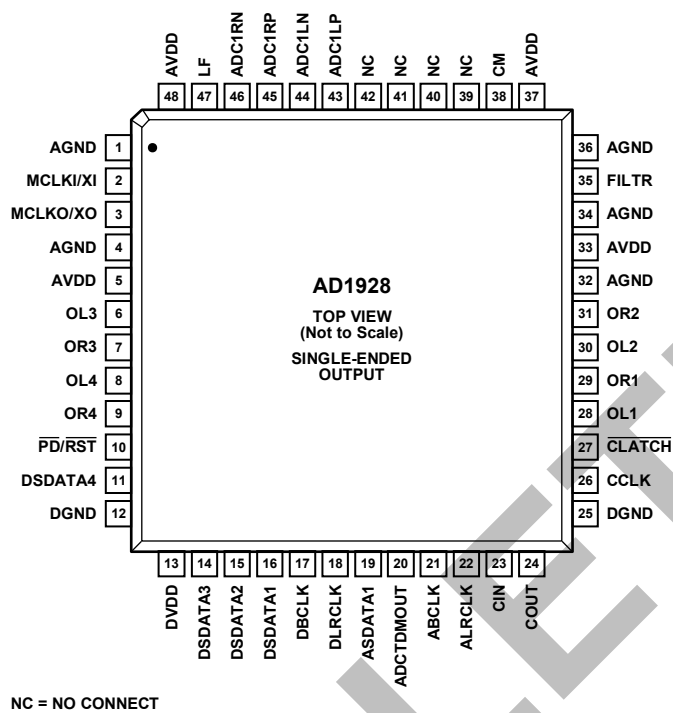 AVDD
LF
ADC1RN
ADC1RP
ADC1LN
ADC1LP
NC
NC
NC
NC
CM
AVDD
48 47 46 45 44 43 42 41 40 39 38 37
AGND 1
MCLKI/XI 2
MCLKO/XO 3
AGND 4
AVDD 5
OL3 6
OR3 7
OL4 8
OR4 9
PD/RST 10
DSDATA4 11
DGND 12
AD1928
TOP VIEW
(Not to Scale)
SINGLE-ENDED
OUTPUT
36 AGND
35 FILTR
34 AGND
33 AVDD
32 AGND
31 OR2
30 OL2
29 OR1
28 OL1
27 CLATCH
26 CCLK
25 DGND
13 14 15 16 17 18 19 20 21 22 23 24
DVDD
DSDATA3
DSDATA2
DSDATA1
DBCLK
DLRCLK
ASDATA1
ADCTDMOUT
ABCLK
ALRCLK
CIN
COUT
NC = NO CONNECT
LET